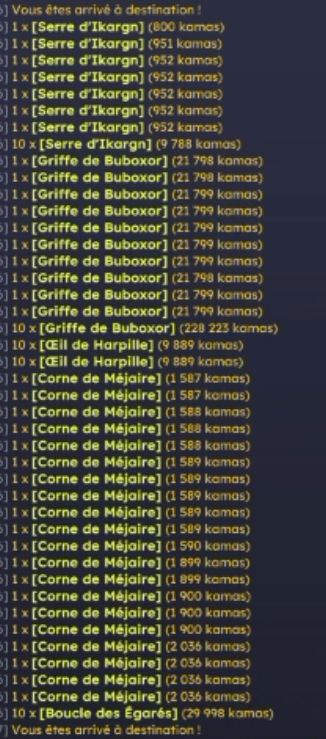 ] Vous êtes arrivé à destination !
] 1 x [Serre d'Ikargn] (800 kamas)
] 1 x [Serre d'Ikargn] (951 kamas)
] 1 x [Serre d'Ikargn] (952 kamas)
] 1 x [Serre d'Ikargn] (952 kamas)
] 1 x [Serre d'Ikargn] (952 kamas)
] 1 x [Serre d'Ikargn] (952 kamas)
] 1 x [Serre d'Ikargn] (952 kamas)
] 10 x [Serre d'Ikargn] (9 788 kamas)
] 1 x [Griffe de Buboxor] (21 798 kamas)
] 1 x [Griffe de Buboxor] (21 798 kamas)
] 1 x [Griffe de Buboxor] (21 799 kamas)
] 1 x [Griffe de Buboxor] (21 799 kamas)
] 1 x [Griffe de Buboxor] (21 799 kamas)
] 1 x [Griffe de Buboxor] (21 799 kamas)
] 1 x [Griffe de Buboxor] (21 799 kamas)
] 1 x [Griffe de Buboxor] (21 798 kamas)
] 1 x [Griffe de Buboxor] (21 799 kamas)
] 1 x [Griffe de Buboxor] (21 799 kamas)
] 10 x [Griffe de Buboxor] (228 223 kamas)
] 10 x [Œil de Harpille] (9 889 kamas)
] 10 x [Œil de Harpille] (9 889 kamas)
] 1 x [Corne de Méjaire] (1 587 kamas)
] 1 x [Corne de Méjaire] (1 587 kamas)
] 1 x [Corne de Méjaire] (1 588 kamas)
] 1 x [Corne de Méjaire] (1 588 kamas)
] 1 x [Corne de Méjaire] (1 588 kamas)
] 1 x [Corne de Méjaire] (1 589 kamas)
] 1 x [Corne de Méjaire] (1 589 kamas)
] 1 x [Corne de Méjaire] (1 589 kamas)
] 1 x [Corne de Méjaire] (1 589 kamas)
] 1 x [Corne de Méjaire] (1 589 kamas)
] 1 x [Corne de Méjaire] (1 590 kamas)
] 1 x [Corne de Méjaire] (1 899 kamas)
] 1 x [Corne de Méjaire] (1 899 kamas)
] 1 x [Corne de Méjaire] (1 900 kamas)
] 1 x [Corne de Méjaire] (1 900 kamas)
] 1 x [Corne de Méjaire] (1 900 kamas)
] 1 x [Corne de Méjaire] (2 036 kamas)
] 1 x [Corne de Méjaire] (2 036 kamas)
] 1 x [Corne de Méjaire] (2 036 kamas)
] 1 x [Corne de Méjaire] (2 036 kamas)
] 10 x [Boucle des Égarés] (29 998 kamas)
] Vous êtes arrivé à destination !